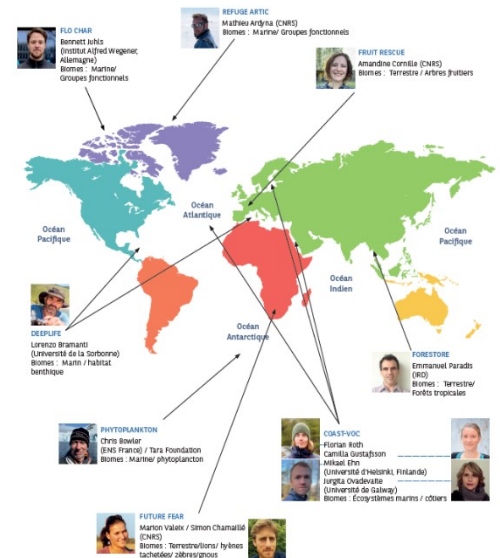 REFUGE ARTIC
Mathieu Ardyna (CNRS)
Biomes : Marine/ Groupes fonctionnels
FLO CHAR
Bennett Juhls
(Institut Alfred Wegener,
Allemagne)
Biomes : Marine/
Groupes fonctionnels
FRUIT RESCUE
Amandine Cornille (CNRS)
Biomes : Terrestre / Arbres fruitiers
Océan
Atlantique
Océan
Pacifique
Océan
Pacifique
Océan
Indien
Océan
Antarctique
DEEPLIFE
Lorenzo Bramanti
(Université de la Sorbonne)
Biomes : Marin / habitat
benthique
FORESTORE
Emmanuel Paradis
(IRD)
Biomes : Terrestre/
Forêts tropicales
PHYTOPLANKTON
Chris Bowler
(ENS France) / Tara Foundation
Biomes : Marine/ phytoplancton
COAST-VOC
Florian Roth
Camilla Gustafsson
Mikael Ehn
(Université d'Helsinki, Finlande)
Jurgita Ovadevaite
(Université de Galway)
Biomes : Écosystèmes marins / côtiers
FUTURE FEAR
Marion Valeix / Simon Chamaillé
(CNRS)
Biomes : Terrestre/lions/ hyènes
tachetées/ zèbres/gnous